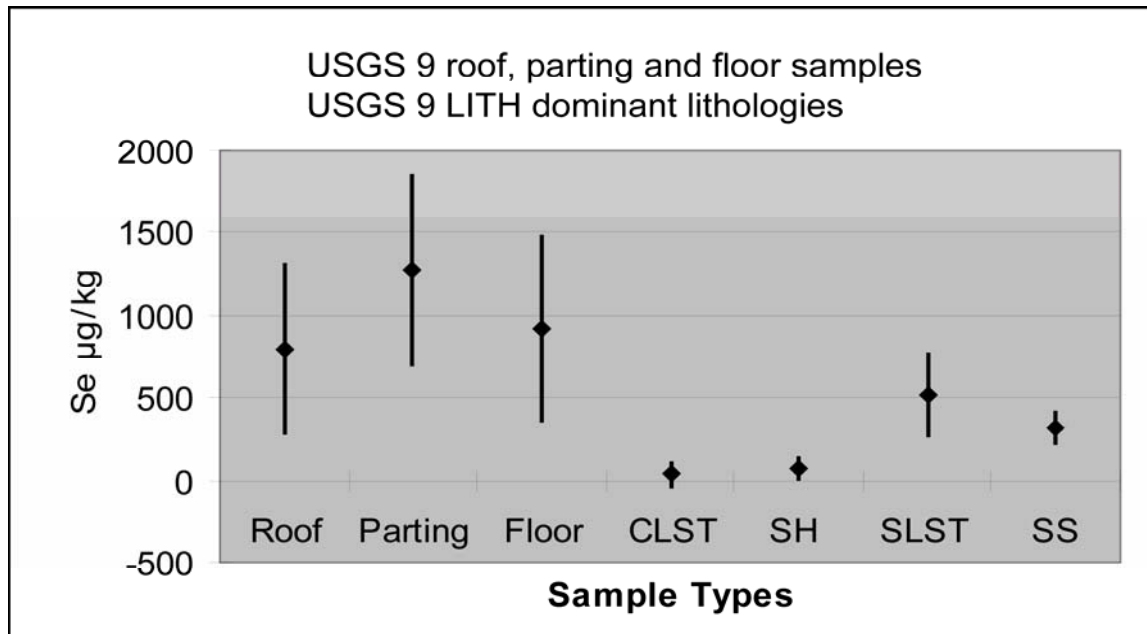 USGS 9 roof, parting and floor samples
USGS 9 LITH dominant lithologies
2000
1500
1000
500
0
-500
Se µg/kg
Roof Parting Floor CLST SH SLST SS
Sample Types